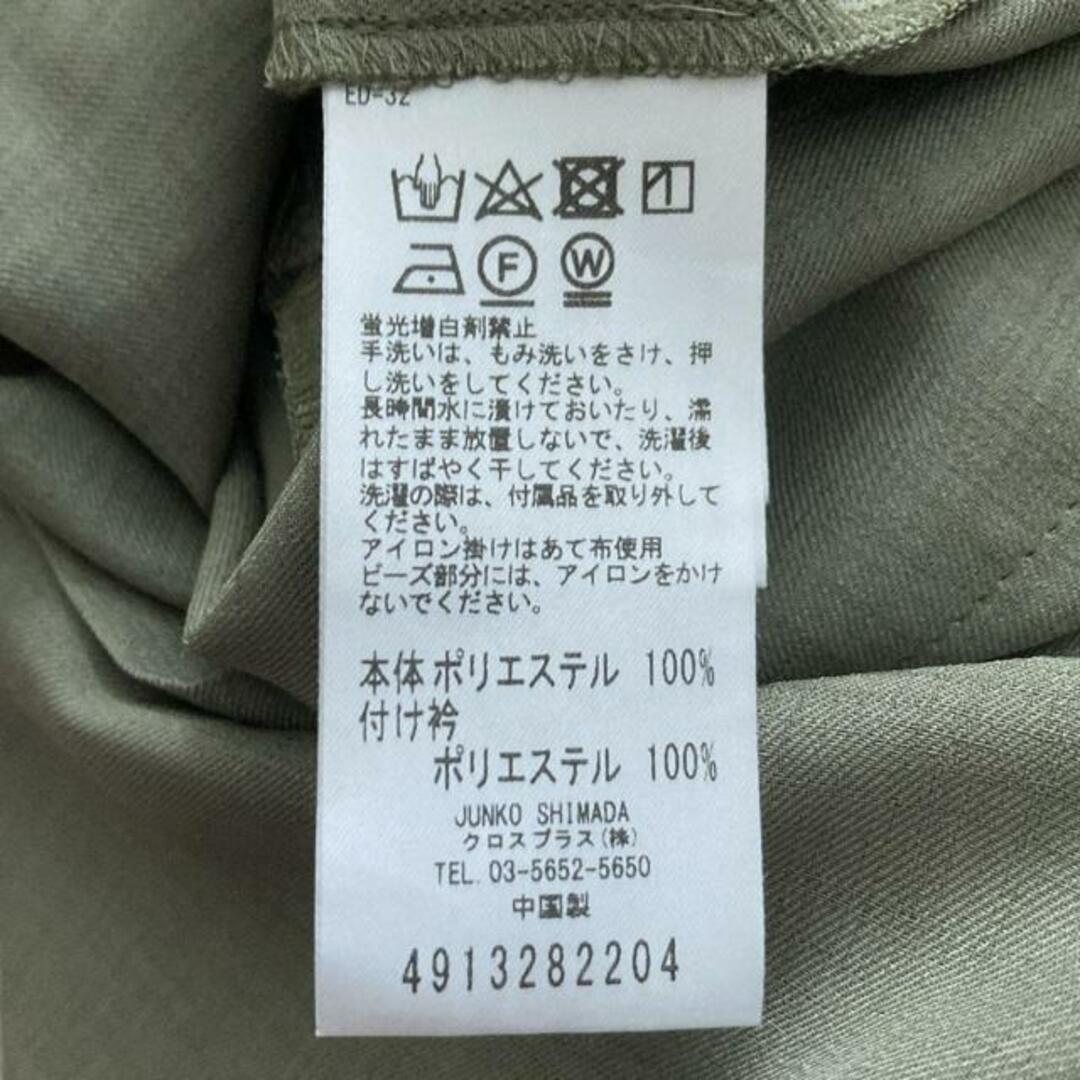 ED-32
F W
蛍光増白剤禁止
手洗いは、もみ洗いをさけ、押
し洗いをしてください。
長時間水に漬けておいたり、濡
れたまま放置しないで、洗濯後
はすばやく干してください。
洗濯の際は、付属品を取り外して
ください。
アイロン掛けはあて布使用
ビーズ部分には、アイロンをかけ
ないでください。
本体 ポリエステル 100%
付け衿
ポリエステル 100%
JUNKO SHIMADA
クロスプラス(株)
TEL. 03-5652-5650
中国製
4913282204